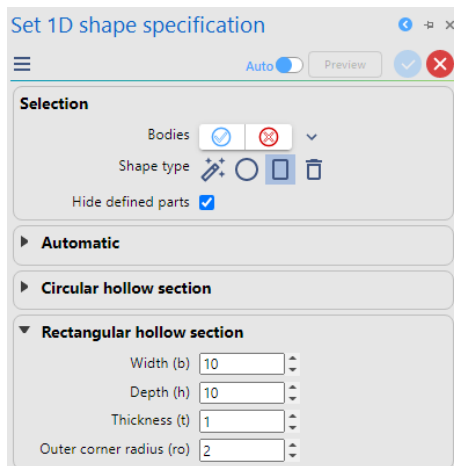 Set 1D shape specification
Auto Preview
Selection
Bodies
Shape type
Hide defined parts
Automatic
Circular hollow section
Rectangular hollow section
Width (b) 10
Depth (h) 10
Thickness (t) 1
Outer corner radius (ro) 2